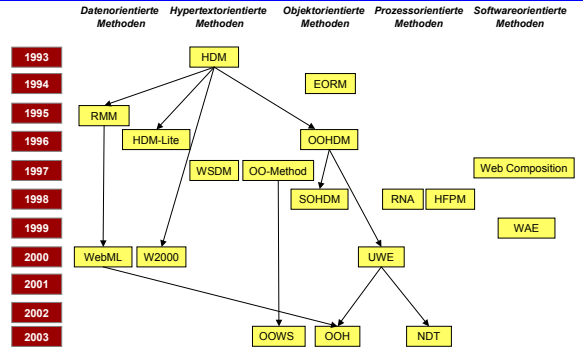 Datenorientierte Hypertextorientierte Objektorientierte Prozessorientierte Softwareorientierte
Methoden Methoden Methoden Methoden Methoden
1993 HDM
1994 EORM
1995 RMM
1996 HDM-Lite OOHDM
1997 WSDM OO-Method Web Composition
1998 SOHDM RNA HFPM
1999 WAE
2000 WebML W2000 UWE
2001
2002
2003 OOWS OOH NDT